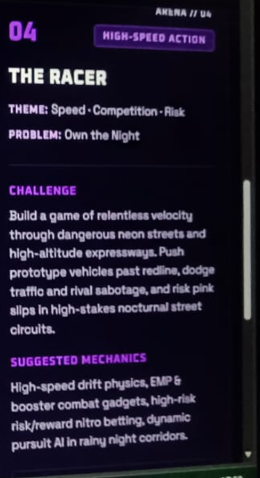 ARENA // 04
04
HIGH-SPEED ACTION
THE RACER
THEME: Speed · Competition · Risk
PROBLEM: Own the Night
CHALLENGE
Build a game of relentless velocity
through dangerous neon streets and
high-altitude expressways. Push
prototype vehicles past redline, dodge
traffic and rival sabotage, and risk pink
slips in high-stakes nocturnal street
circuits.
SUGGESTED MECHANICS
High-speed drift physics, EMP &
booster combat gadgets, high-risk
risk/reward nitro betting, dynamic
pursuit AI in rainy night corridors.